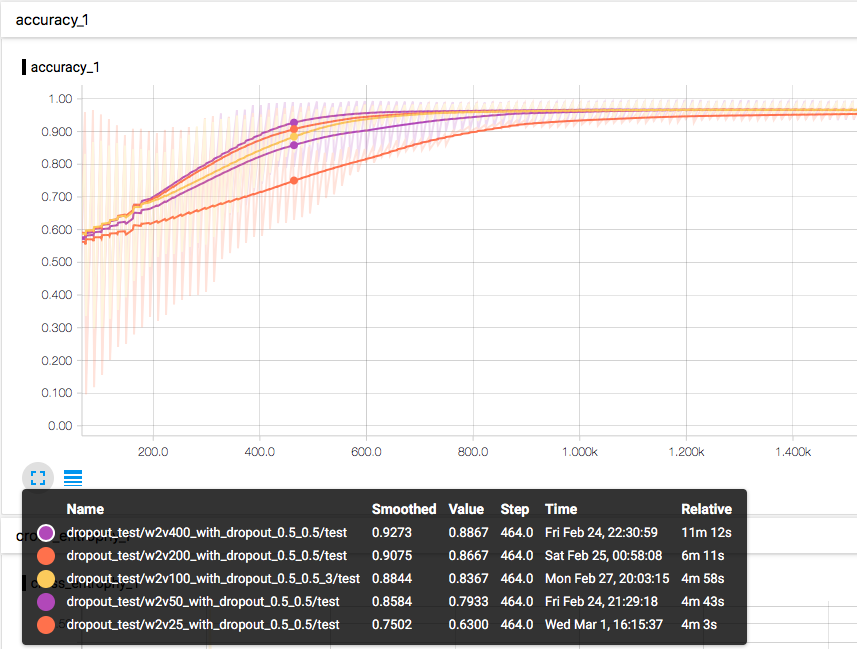 accuracy_1
accuracy_1
1.00
0.900
0.800
0.700
0.600
0.500
0.400
0.300
0.200
0.100
0.00
200.0 400.0 600.0 800.0 1.000k 1.200k 1.400k
Name Smoothed Value Step Time Relative
dropout_test/w2v400_with_dropout_0.5_0.5/test 0.9273 0.8867 464.0 Fri Feb 24, 22:30:59 11m 12s
dropout_test/w2v200_with_dropout_0.5_0.5/test 0.9075 0.8667 464.0 Sat Feb 25, 00:58:08 6m 11s
dropout_test/w2v100_with_dropout_0.5_0.5_3/test 0.8844 0.8367 464.0 Mon Feb 27, 20:03:15 4m 58s
dropout_test/w2v50_with_dropout_0.5_0.5/test 0.8584 0.7933 464.0 Fri Feb 24, 21:29:18 4m 43s
dropout_test/w2v25_with_dropout_0.5_0.5/test 0.7502 0.6300 464.0 Wed Mar 1, 16:15:37 4m 3s